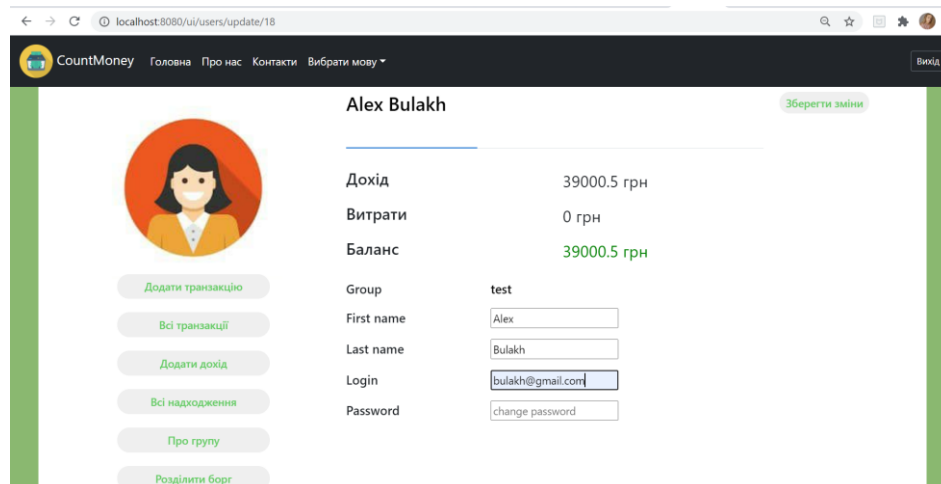 localhost:8080/ui/users/update/18
CountMoney Головна Про нас Контакти Вибрати мову Вихід
Alex Bulakh
Зберегти зміни
Дохід 39000.5 грн
Витрати 0 грн
Баланс 39000.5 грн
Group test
First name Alex
Last name Bulakh
Login bulakh@gmail.com
Password change password
Додати транзакцію
Всі транзакції
Додати дохід
Всі надходження
Про групу
Розділити борг